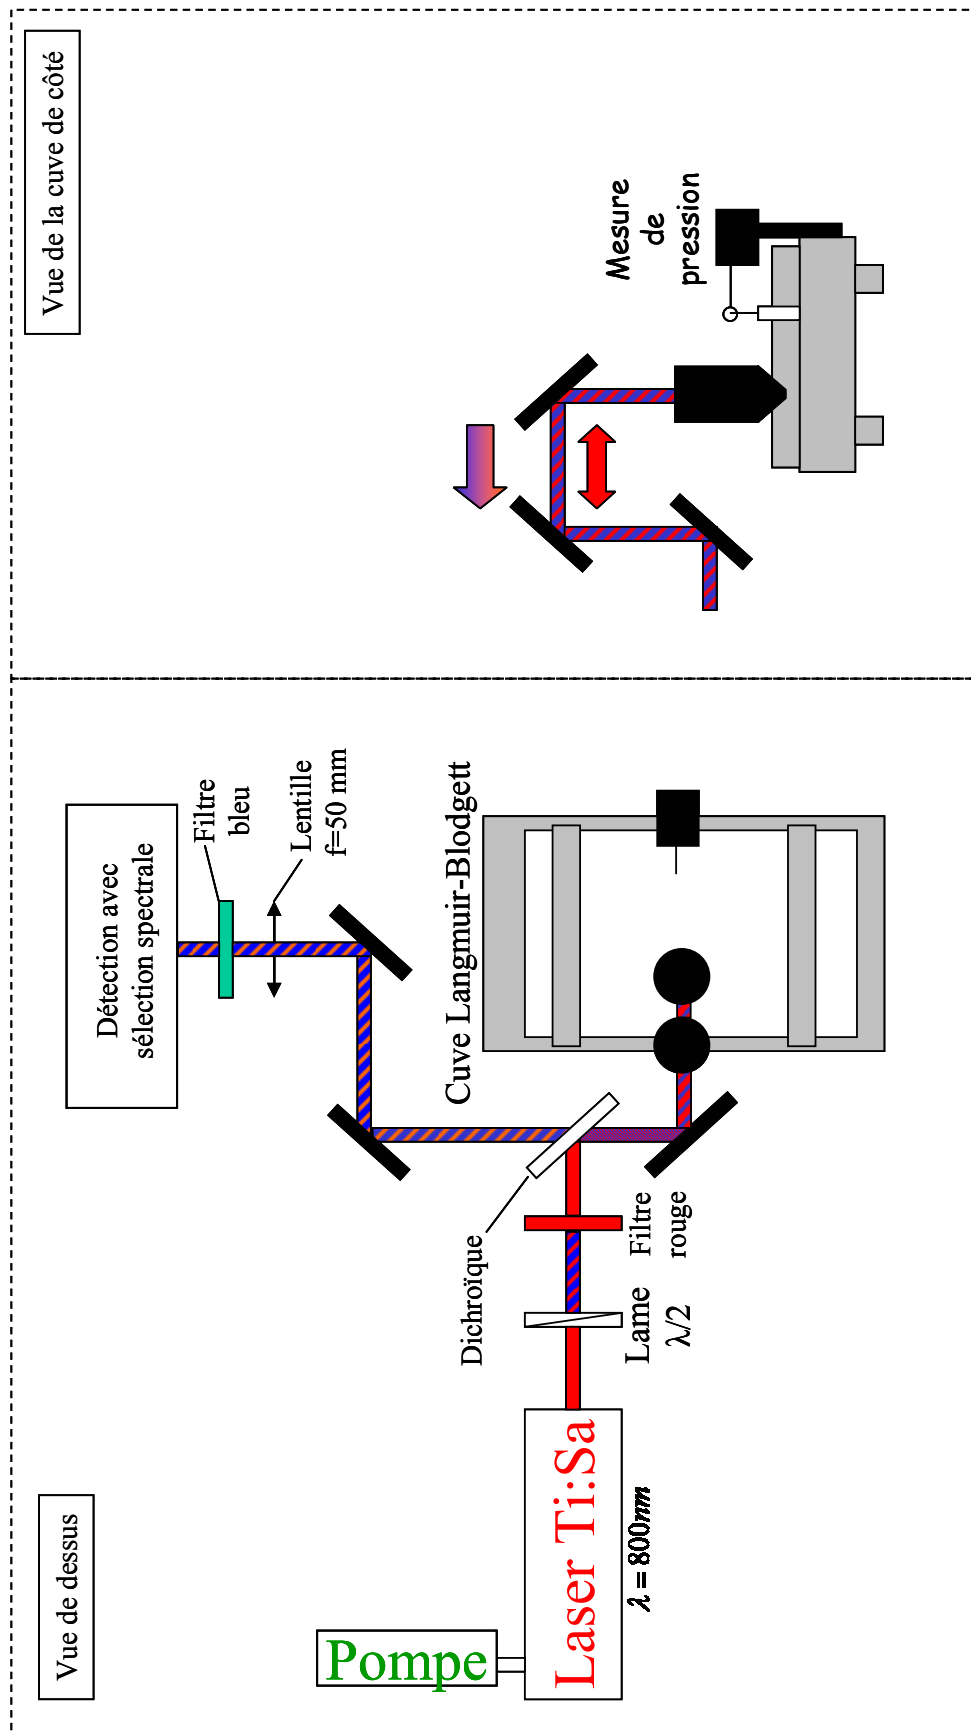 Vue de dessus
Pompe
Laser Ti:Sa
λ = 800nm
Lame
λ/2
Filtre
rouge
Dichroïque
Cuve Langmuir-Blodgett
Détection avec
sélection spectrale
Filtre
bleu
Lentille
f=50 mm
Vue de la cuve de côté
Mesure
de
pression